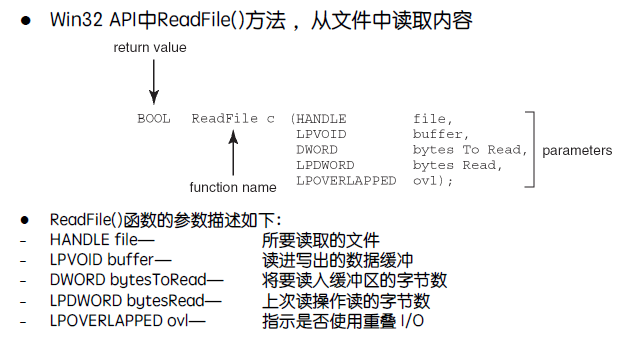 ● Win32 API中ReadFile()方法，从文件中读取内容
return value
BOOL ReadFile c (HANDLE file,
LPVOID buffer,
DWORD bytes To Read,
LPDWORD bytes Read,
LPOVERLAPPED ovl);
parameters
function name
● ReadFile()函数的参数描述如下：
– HANDLE file— 所要读取的文件
– LPVOID buffer— 读进写出的数据缓冲
– DWORD bytesToRead— 将要读入缓冲区的字节数
– LPDWORD bytesRead— 上次读操作读的字节数
– LPOVERLAPPED ovl— 指示是否使用重叠 I/O